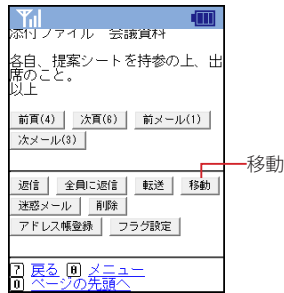 添付ファイル 会議資料
各自、提案シートを持参の上、出
席のこと。
以上
前頁(4) 次頁(6) 前メール(1)
次メール(3)
返信 全員に返信 転送 移動
迷惑メール 削除
アドレス帳登録 フラグ設定
7 戻る 8 メニュー
0 ページの先頭へ
移動